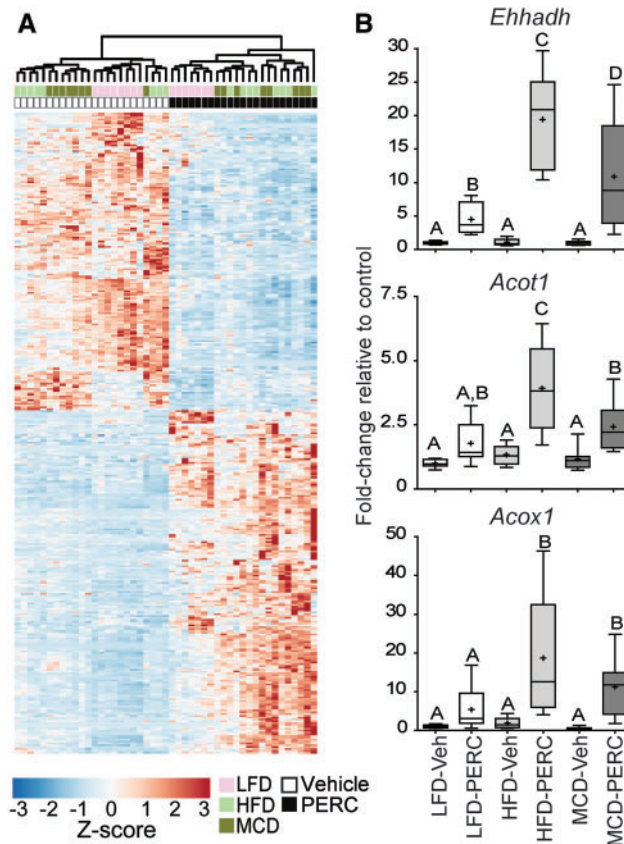 A
-3 -2 -1 0 1 2 3
Z-score
LFD
HFD
MCD
Vehicle
PERC
B
Fold-change relative to control
Ehhadh
30
25
20
15
10
5
0
A
B
A
C
A
D
Acot1
7.5
5.0
2.5
0
A
A,B
A
C
A
B
Acox1
50
40
30
20
10
0
A
A
A
B
A
B
LFD-Veh
LFD-PERC
HFD-Veh
HFD-PERC
MCD-Veh
MCD-PERC